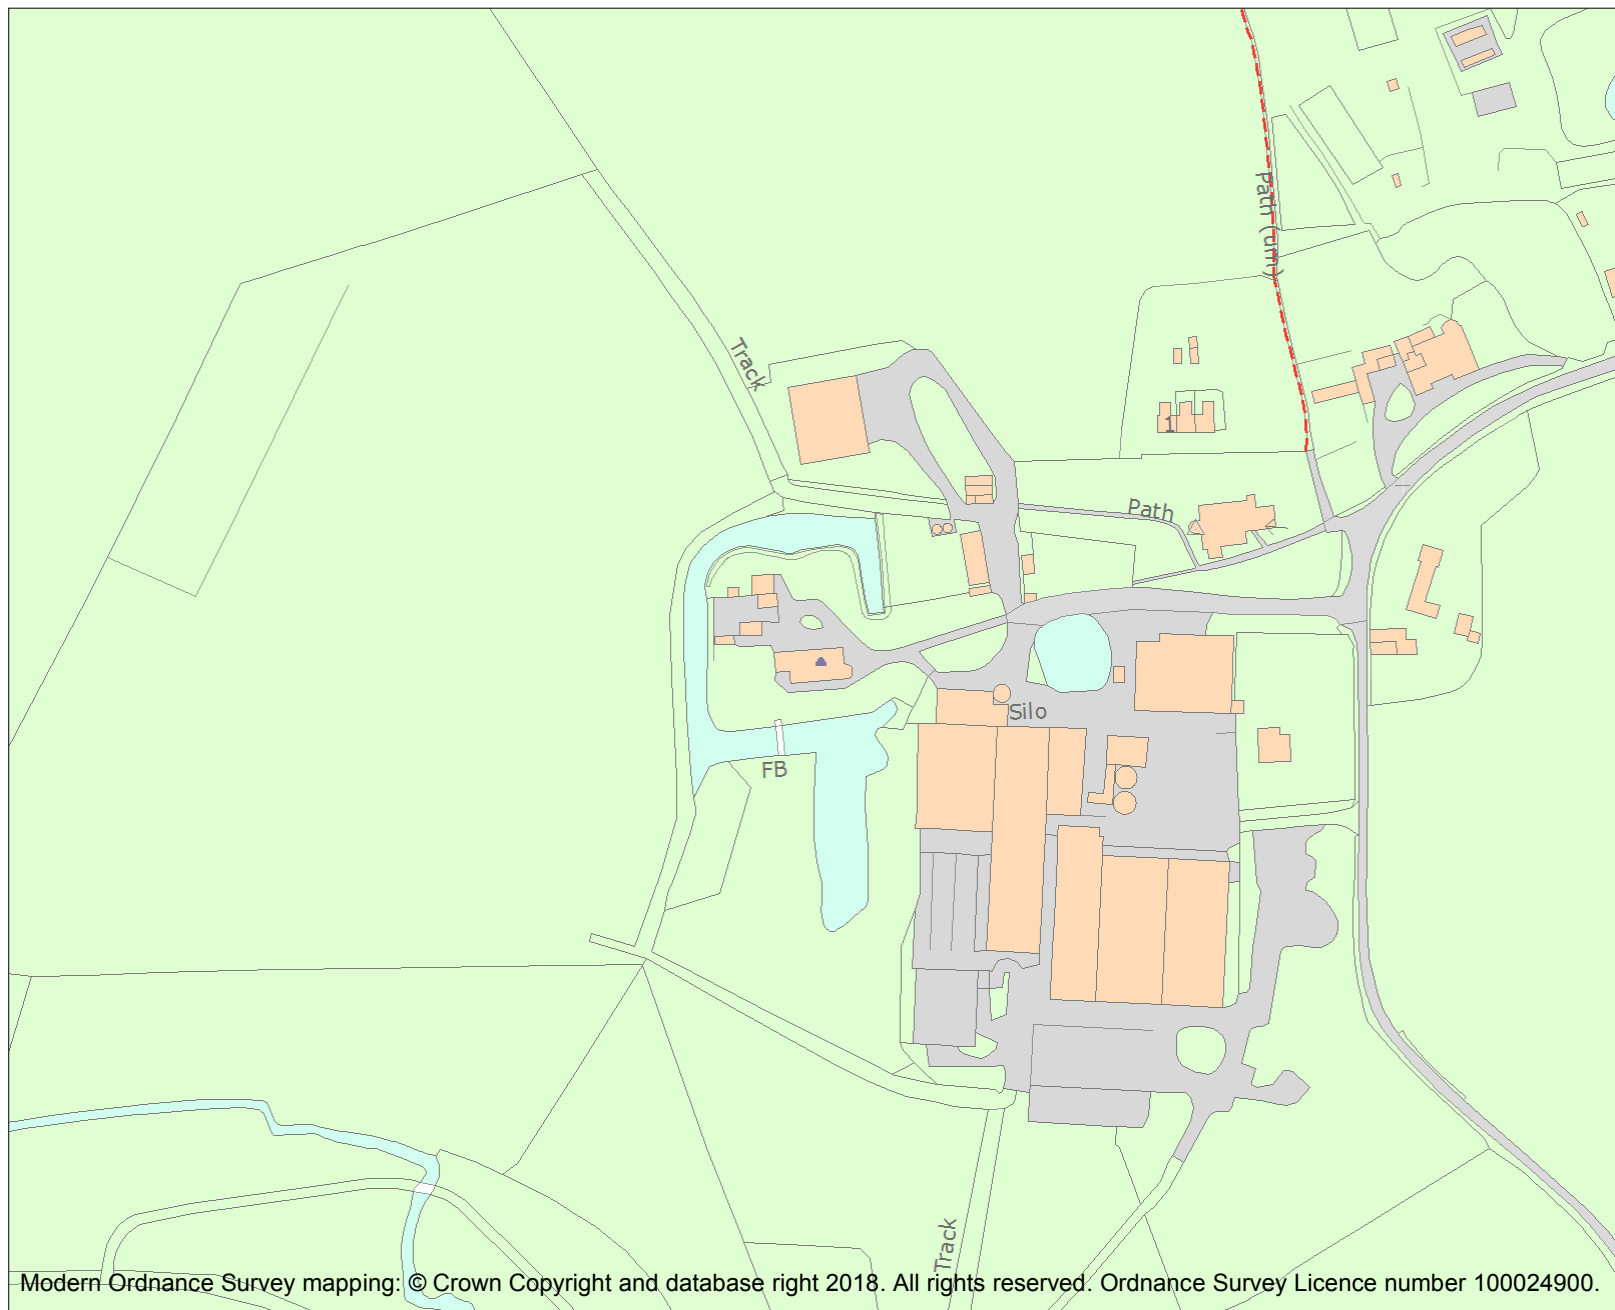 Path (um)
Track
1
Path
Silo
FB
Track
Modern Ordnance Survey mapping: © Crown Copyright and database right 2018. All rights reserved. Ordnance Survey Licence number 100024900.